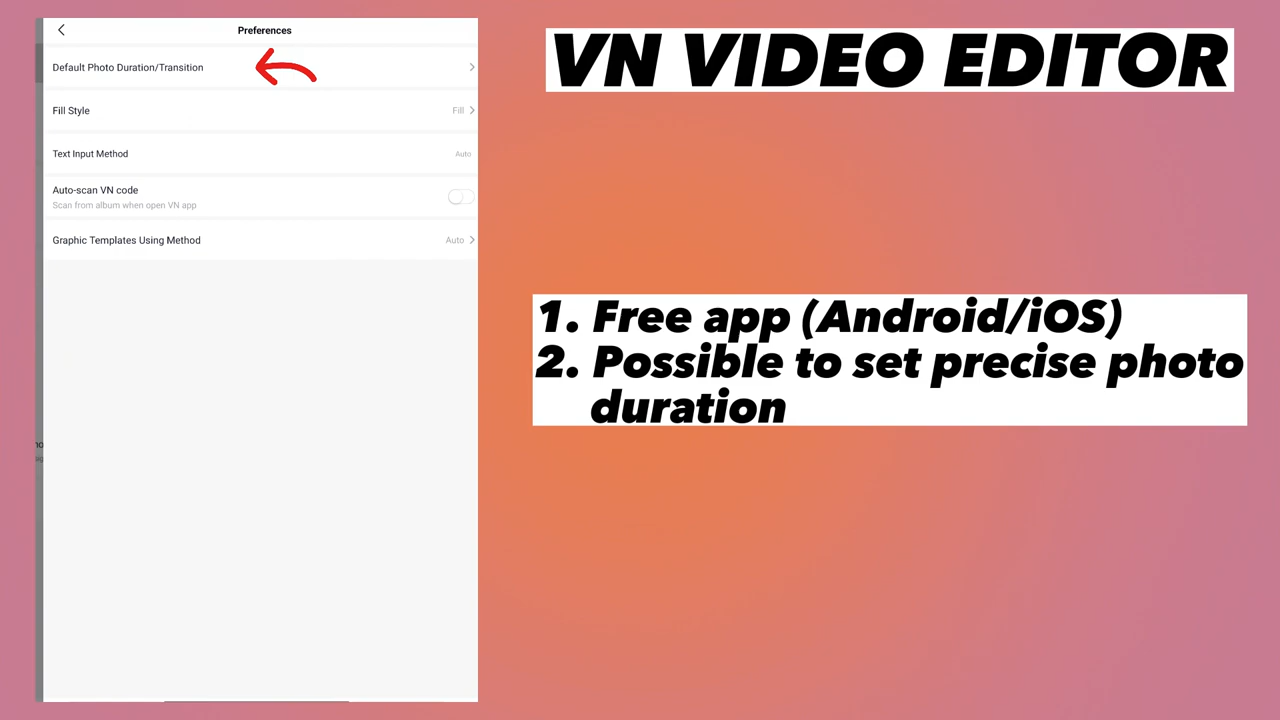 Preferences
Default Photo Duration/Transition
Fill Style
Fill
Text Input Method
Auto
Auto-scan VN code
Scan from album when open VN app
Graphic Templates Using Method
Auto
VN VIDEO EDITOR
1. Free app (Android/iOS)
2. Possible to set precise photo
duration